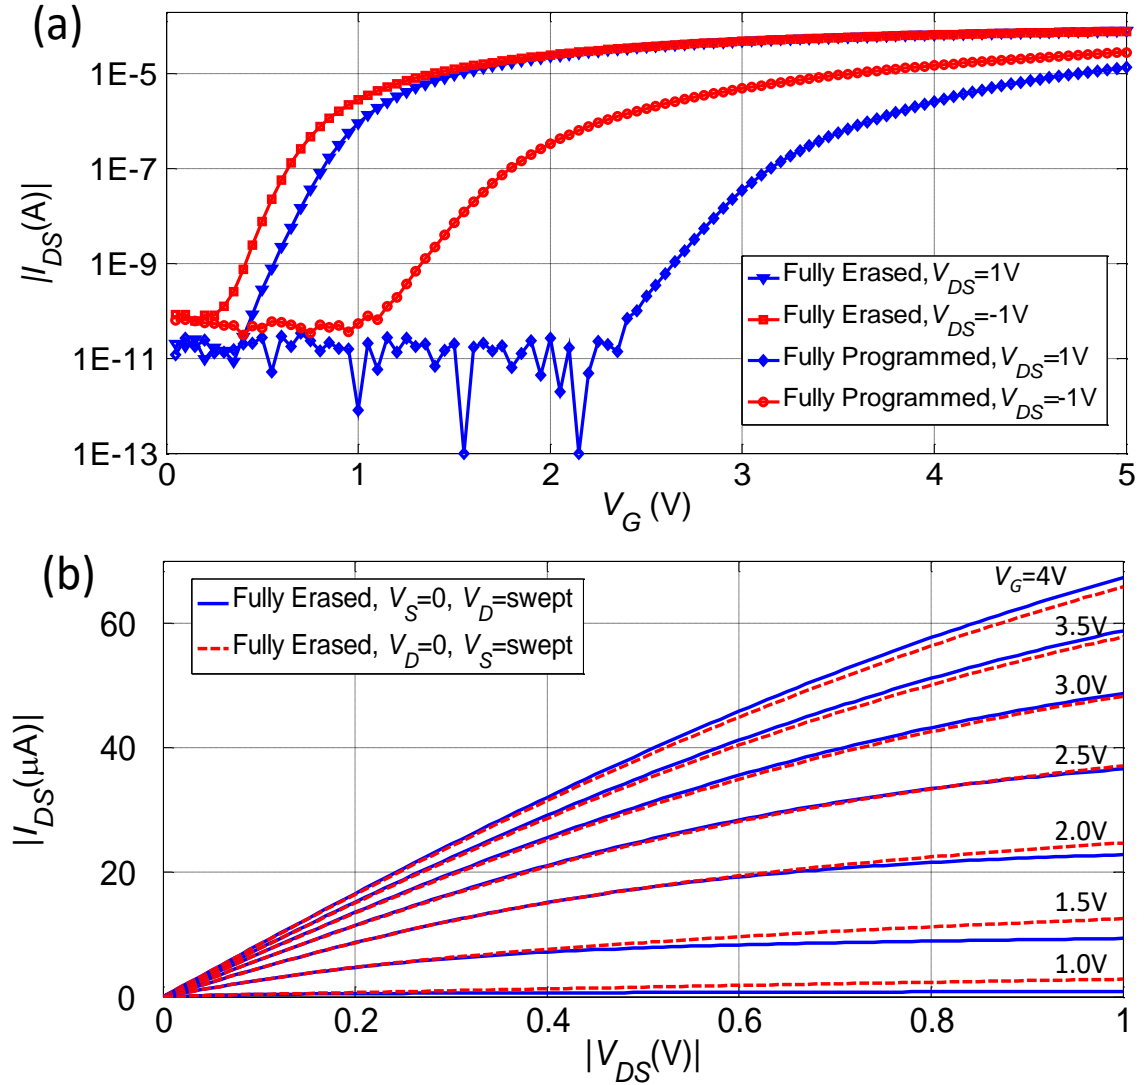 (a)
1E-5
1E-7
1E-9
1E-11
1E-13
|I_DS(A)|
Fully Erased, V_DS=1V
Fully Erased, V_DS=-1V
Fully Programmed, V_DS=1V
Fully Programmed, V_DS=-1V
0 1 2 3 4 5
V_G (V)
(b)
Fully Erased, V_S=0, V_D=swept
Fully Erased, V_D=0, V_S=swept
V_G=4V
3.5V
3.0V
2.5V
2.0V
1.5V
1.0V
60
40
20
0
|I_DS(μA)|
0 0.2 0.4 0.6 0.8 1
|V_DS(V)|